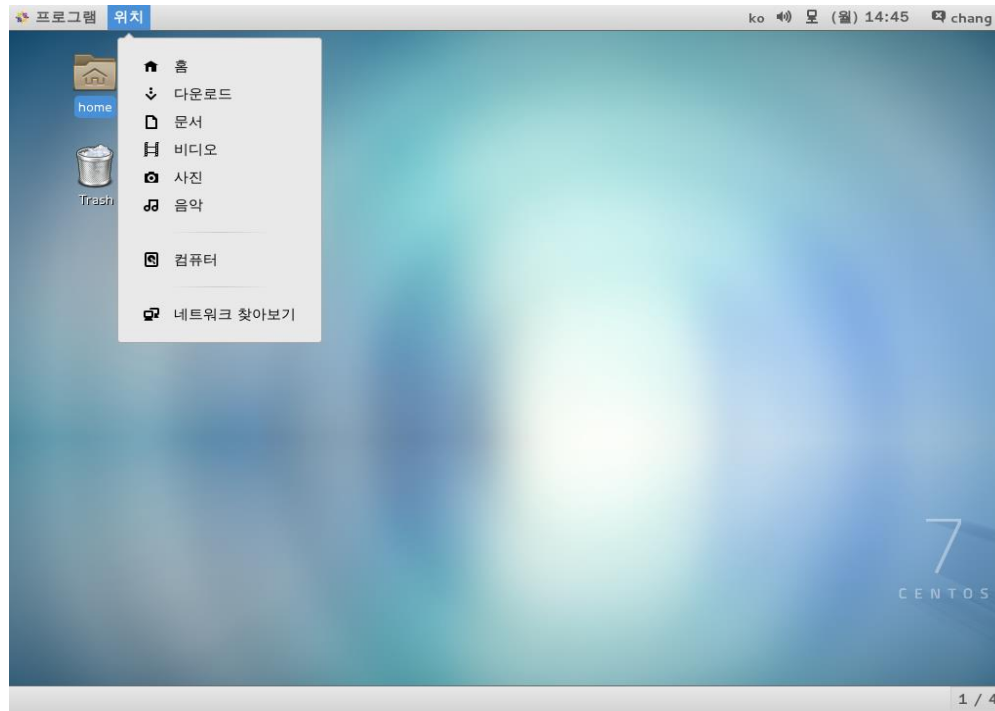 프로그램 위치 ko (월) 14:45 chang
home
Trash
홈
다운로드
문서
비디오
사진
음악
컴퓨터
네트워크 찾아보기
7
CENTOS
1 / 4